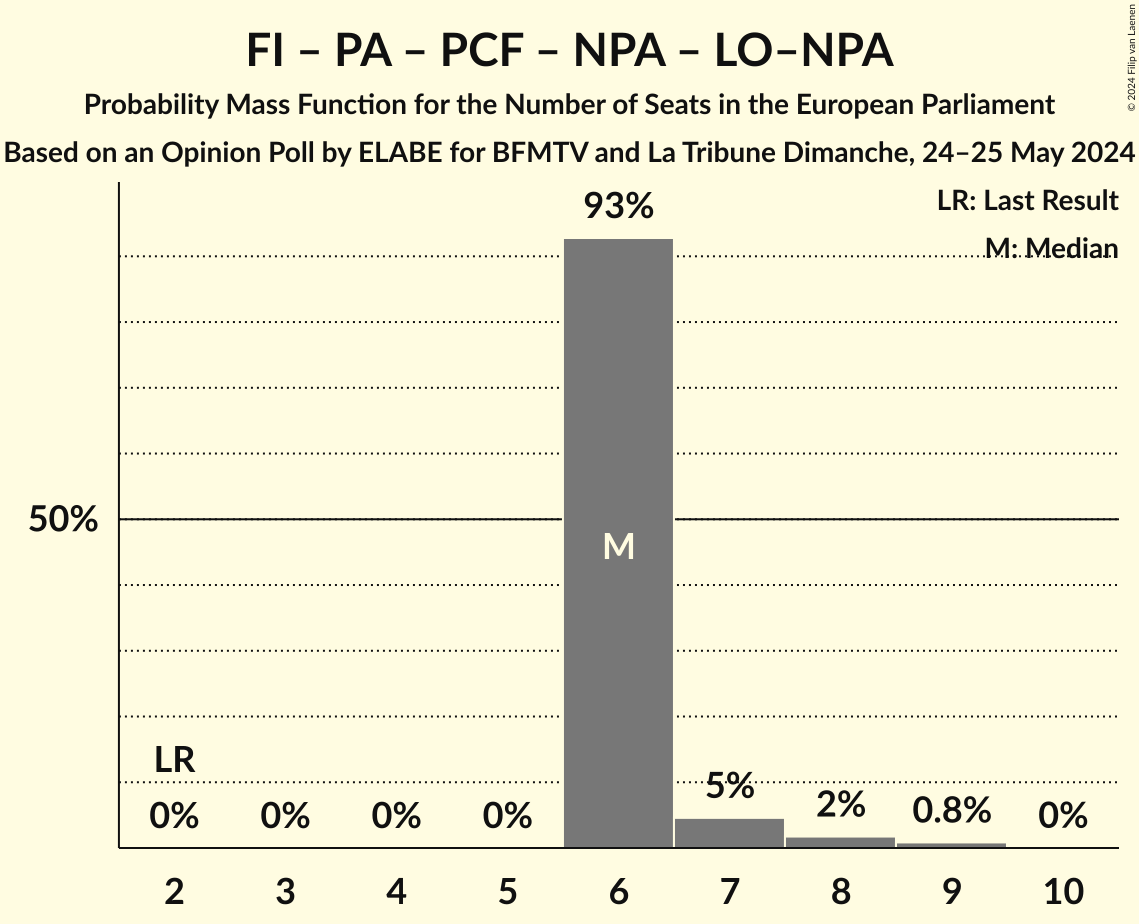 FI – PA – PCF – NPA – LO–NPA
Probability Mass Function for the Number of Seats in the European Parliament
Based on an Opinion Poll by ELABE for BFMTV and La Tribune Dimanche, 24–25 May 2024
© 2024 Filip van Laenen
LR: Last Result
M: Median
93%
50%
M
LR
0% 0% 0% 0% 5% 2% 0.8% 0%
2 3 4 5 6 7 8 9 10